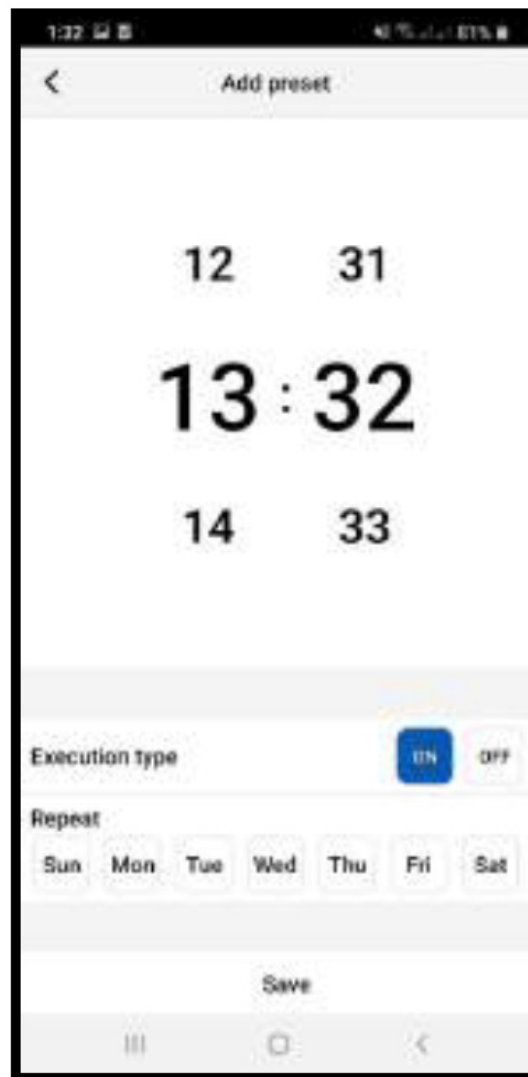 1:32 81%
Add preset
12 31
13 : 32
14 33
Execution type ON OFF
Repeat
Sun Mon Tue Wed Thu Fri Sat
Save